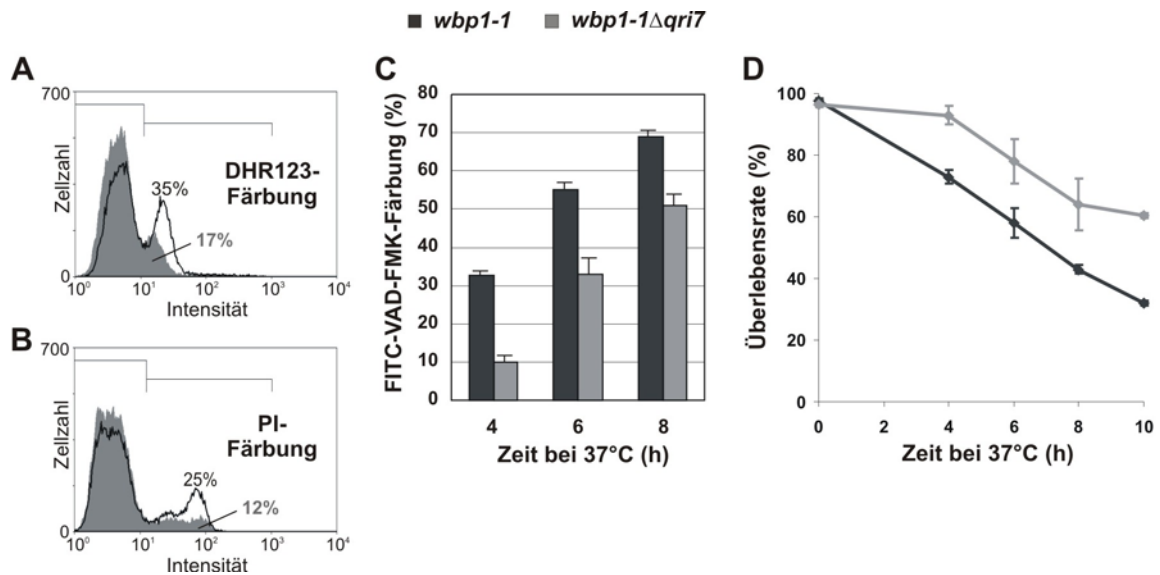 wbp1-1 wbp1-1Δqri7
A
700
Zellzahl
0
DHR123-
Färbung
35%
17%
10⁰ 10¹ 10² 10³ 10⁴
Intensität
B
700
Zellzahl
0
PI-
Färbung
25%
12%
10⁰ 10¹ 10² 10³ 10⁴
Intensität
C
FITC-VAD-FMK-Färbung (%)
80
70
60
50
40
30
20
10
0
4 6 8
Zeit bei 37°C (h)
D
Überlebensrate (%)
100
80
60
40
20
0
0 2 4 6 8 10
Zeit bei 37°C (h)